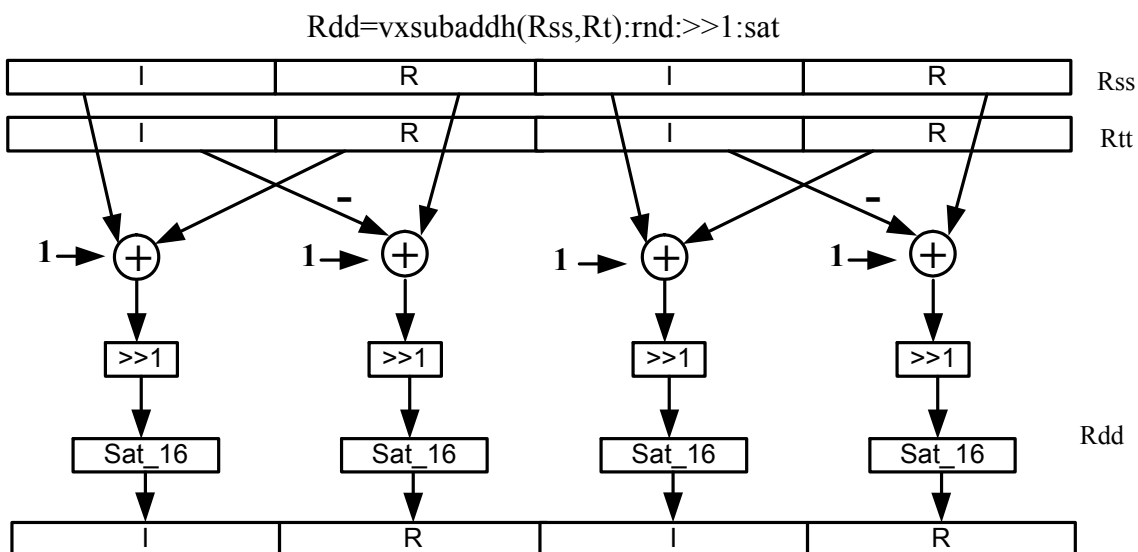 Rdd=vxsubaddh(Rss,Rt):rnd:>>1:sat
I R I R Rss
I R I R Rtt
- -
1 + 1 + 1 + 1 +
>>1 >>1 >>1 >>1
Sat_16 Sat_16 Sat_16 Sat_16 Rdd
I R I R